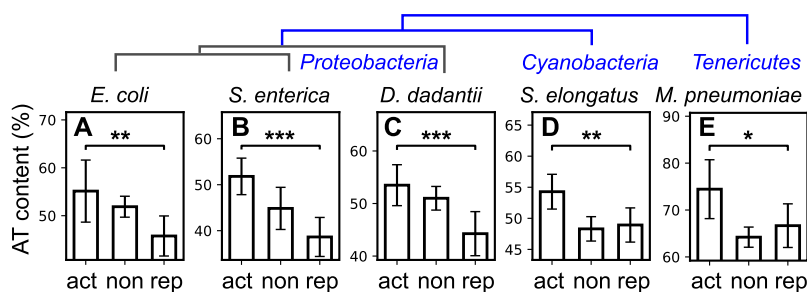 Proteobacteria Cyanobacteria Tenericutes
E. coli S. enterica D. dadantii S. elongatus M. pneumoniae
AT content (%)
A ** 70 60 50
B *** 60 50 40
C *** 60 50 40
D ** 65 60 55 50 45
E * 90 80 70 60
act non rep act non rep act non rep act non rep act non rep